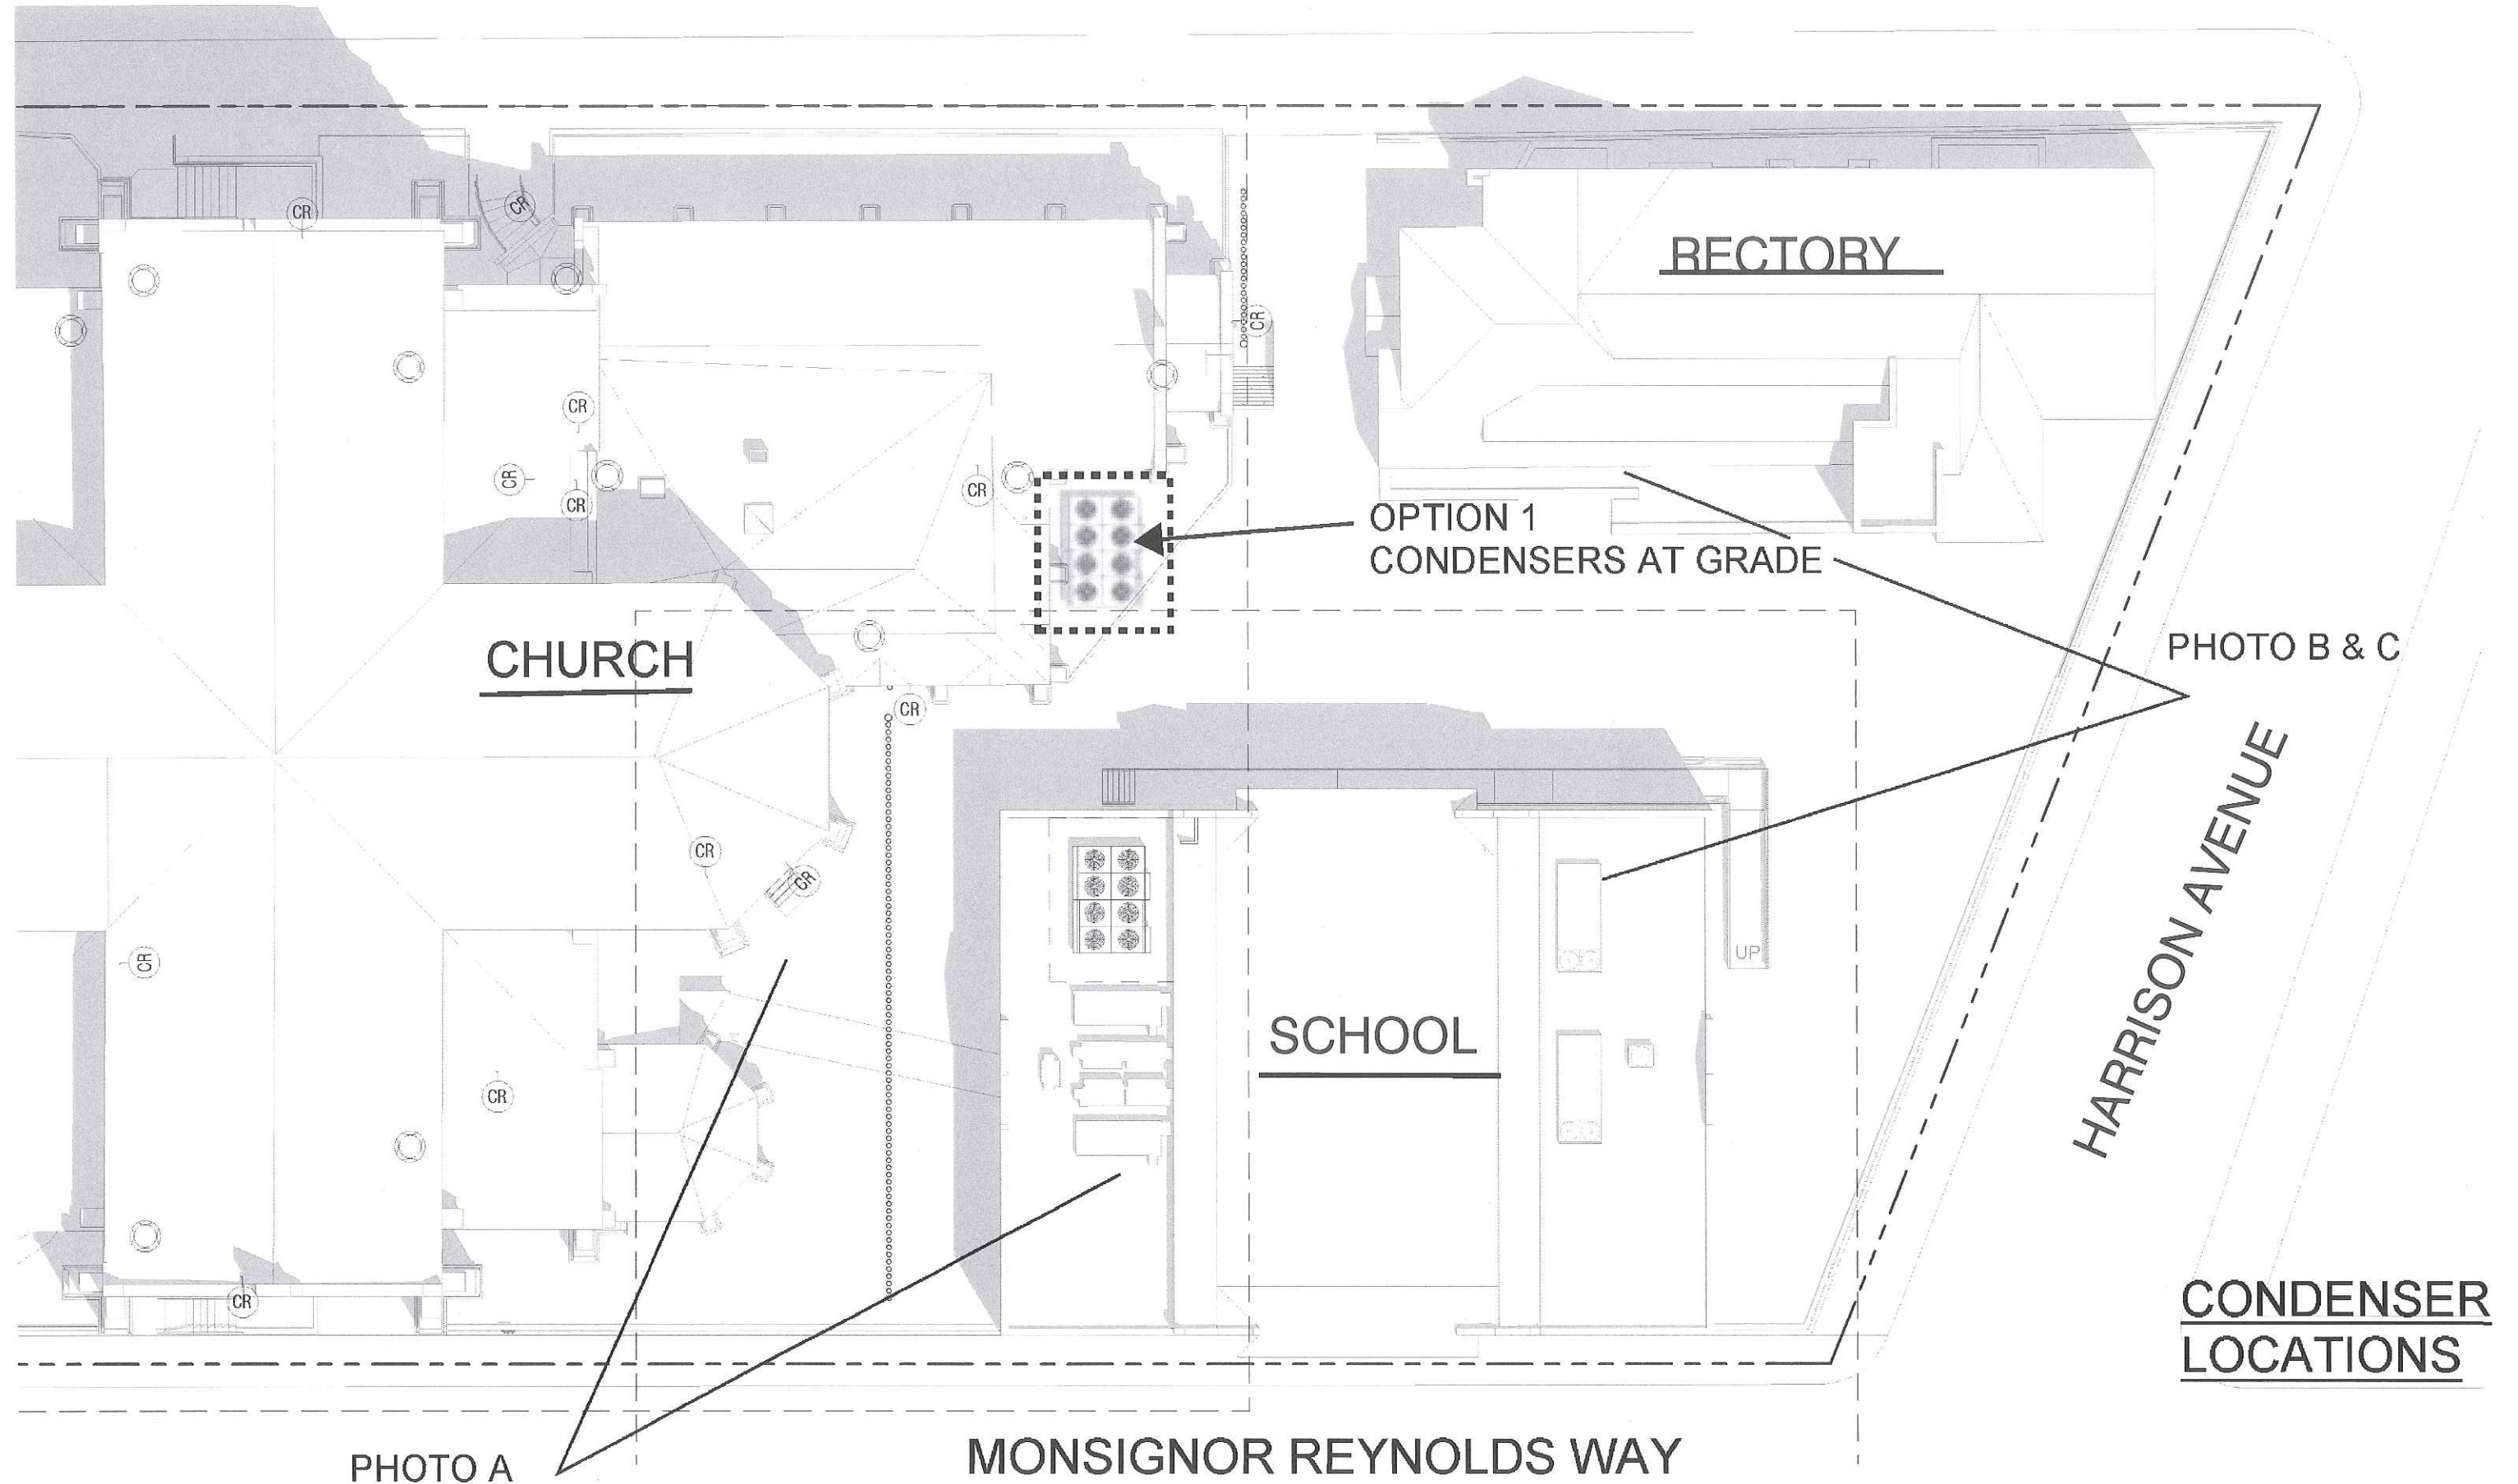 CR
CR
RECTORY
CR
CR
CR
CR
CR
OPTION 1
CONDENSERS AT GRADE
CHURCH
PHOTO B & C
CR
CR
CR
UP
CR
HARRISON AVENUE
SCHOOL
CR
CR
CONDENSER
LOCATIONS
MONSIGNOR REYNOLDS WAY
PHOTO A